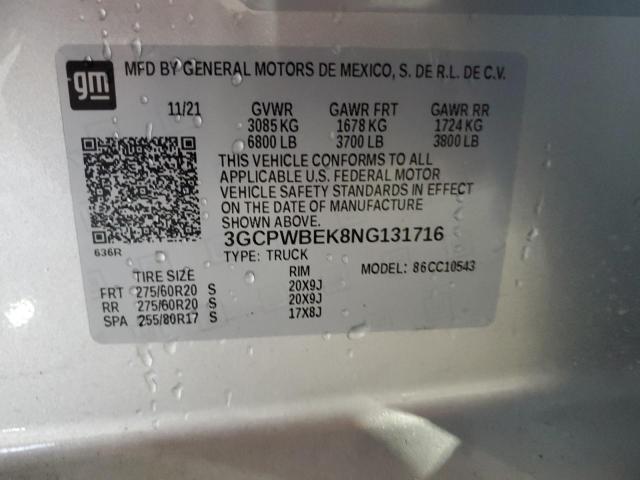 gm MFD BY GENERAL MOTORS DE MEXICO, S. DE R.L. DE C.V.
11/21 GVWR GAWR FRT GAWR RR
3085 KG 1678 KG 1724 KG
6800 LB 3700 LB 3800 LB
THIS VEHICLE CONFORMS TO ALL
APPLICABLE U.S. FEDERAL MOTOR
VEHICLE SAFETY STANDARDS IN EFFECT
ON THE DATE OF MANUFACTURE
SHOWN ABOVE.
3GCPWBEK8NG131716
636R TYPE: TRUCK MODEL: 86CC10543
TIRE SIZE RIM
FRT 275/60R20 S 20X9J
RR 275/60R20 S 20X9J
SPA 255/80R17 S 17X8J